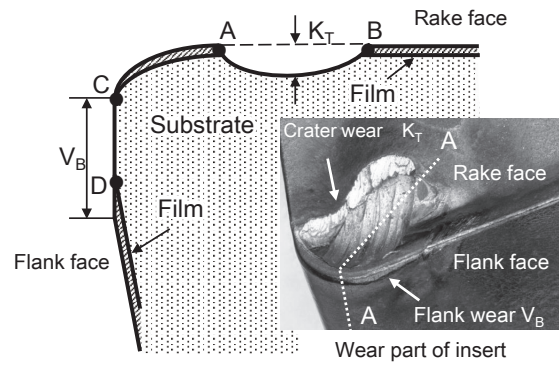 A
K_T
B
Rake face
C
Film
Substrate
V_B
D
Film
Flank face
Crater wear K_T
A
Rake face
Flank face
A
Flank wear V_B
Wear part of insert